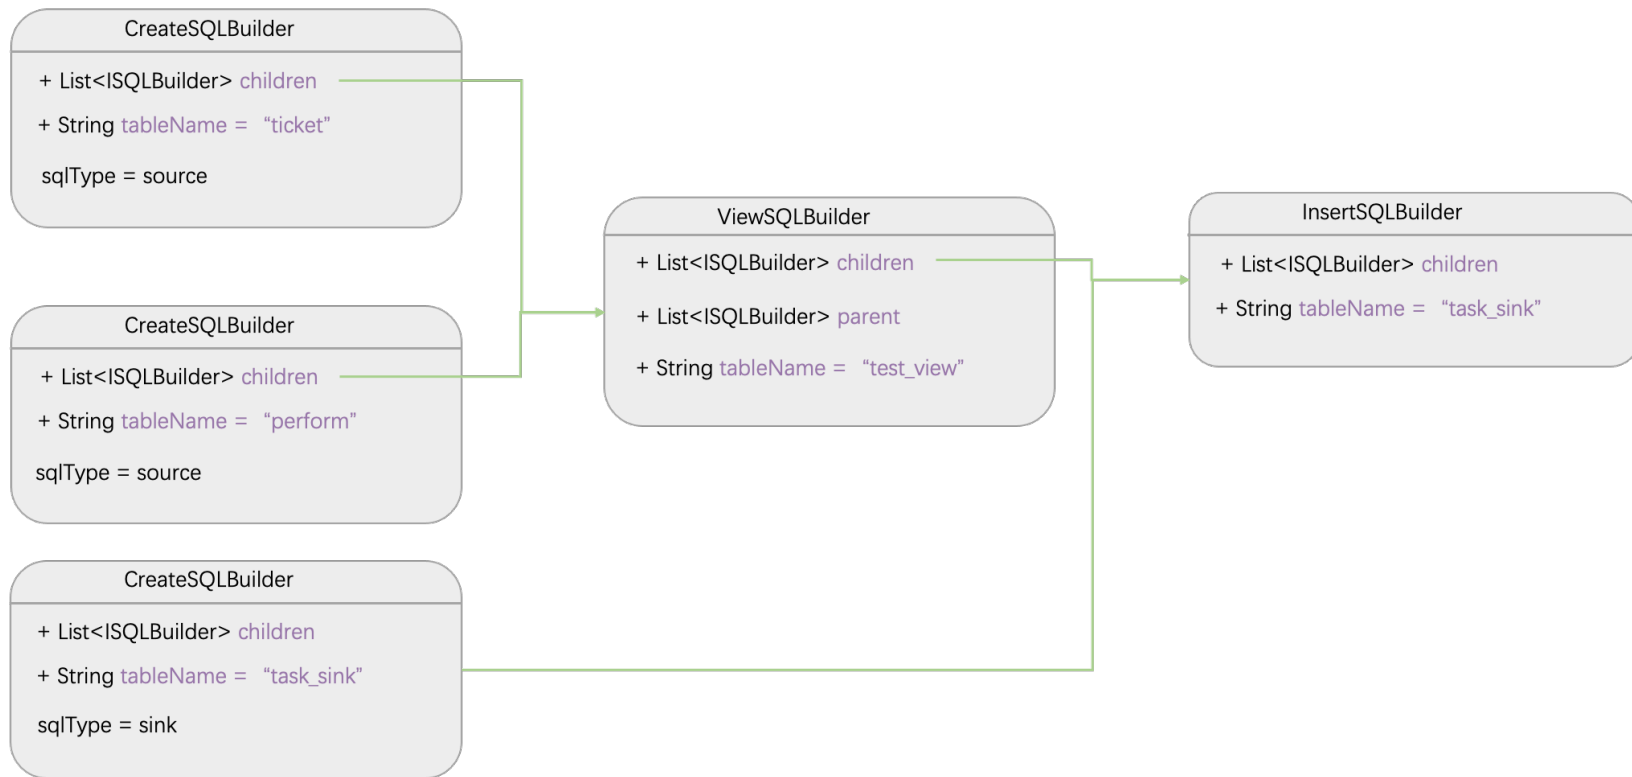 CreateSQLBuilder
+ List<ISQLBuilder> children
+ String tableName = “ticket”
sqlType = source
CreateSQLBuilder
+ List<ISQLBuilder> children
+ String tableName = “perform”
sqlType = source
CreateSQLBuilder
+ List<ISQLBuilder> children
+ String tableName = “task_sink”
sqlType = sink
ViewSQLBuilder
+ List<ISQLBuilder> children
+ List<ISQLBuilder> parent
+ String tableName = “test_view”
InsertSQLBuilder
+ List<ISQLBuilder> children
+ String tableName = “task_sink”